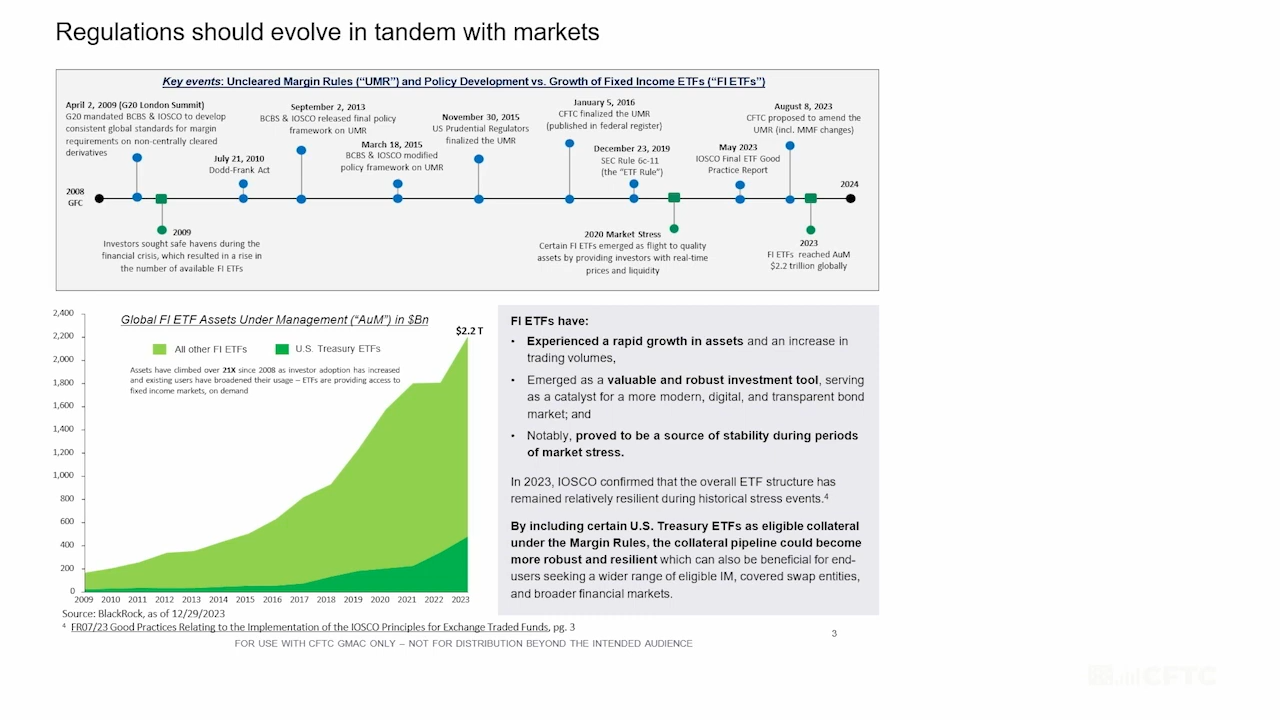 Regulations should evolve in tandem with markets
Key events: Uncleared Margin Rules (“UMR”) and Policy Development vs. Growth of Fixed Income ETFs (“FI ETFs”)
April 2, 2009 (G20 London Summit)
G20 mandated BCBS & IOSCO to develop
consistent global standards for margin
requirements on non-centrally cleared
derivatives
July 21, 2010
Dodd-Frank Act
September 2, 2013
BCBS & IOSCO released final policy
framework on UMR
March 18, 2015
BCBS & IOSCO modified
policy framework on UMR
November 30, 2015
US Prudential Regulators
finalized the UMR
January 5, 2016
CFTC finalized the UMR
(published in federal register)
December 23, 2019
SEC Rule 6c-11
(the “ETF Rule”)
May 2023
IOSCO Final ETF Good
Practice Report
August 8, 2023
CFTC proposed to amend the
UMR (incl. MMF changes)
2008
GFC
2024
2009
Investors sought safe havens during the
financial crisis, which resulted in a rise in
the number of available FI ETFs
2020 Market Stress
Certain FI ETFs emerged as flight to quality
assets by providing investors with real-time
prices and liquidity
2023
FI ETFs reached AuM
$2.2 trillion globally
Global FI ETF Assets Under Management (“AuM”) in $Bn
$2.2 T
All other FI ETFs
U.S. Treasury ETFs
Assets have climbed over 21X since 2008 as investor adoption has increased
and existing users have broadened their usage – ETFs are providing access to
fixed income markets, on demand
2,400
2,200
2,000
1,800
1,600
1,400
1,200
1,000
800
600
400
200
0
2009 2010 2011 2012 2013 2014 2015 2016 2017 2018 2019 2020 2021 2022 2023
FI ETFs have:
• Experienced a rapid growth in assets and an increase in
trading volumes,
• Emerged as a valuable and robust investment tool, serving
as a catalyst for a more modern, digital, and transparent bond
market; and
• Notably, proved to be a source of stability during periods
of market stress.
In 2023, IOSCO confirmed that the overall ETF structure has
remained relatively resilient during historical stress events.4
By including certain U.S. Treasury ETFs as eligible collateral
under the Margin Rules, the collateral pipeline could become
more robust and resilient which can also be beneficial for end-
users seeking a wider range of eligible IM, covered swap entities,
and broader financial markets.
Source: BlackRock, as of 12/29/2023
4 FR07/23 Good Practices Relating to the Implementation of the IOSCO Principles for Exchange Traded Funds, pg. 3
3
FOR USE WITH CFTC GMAC ONLY – NOT FOR DISTRIBUTION BEYOND THE INTENDED AUDIENCE
CFTC